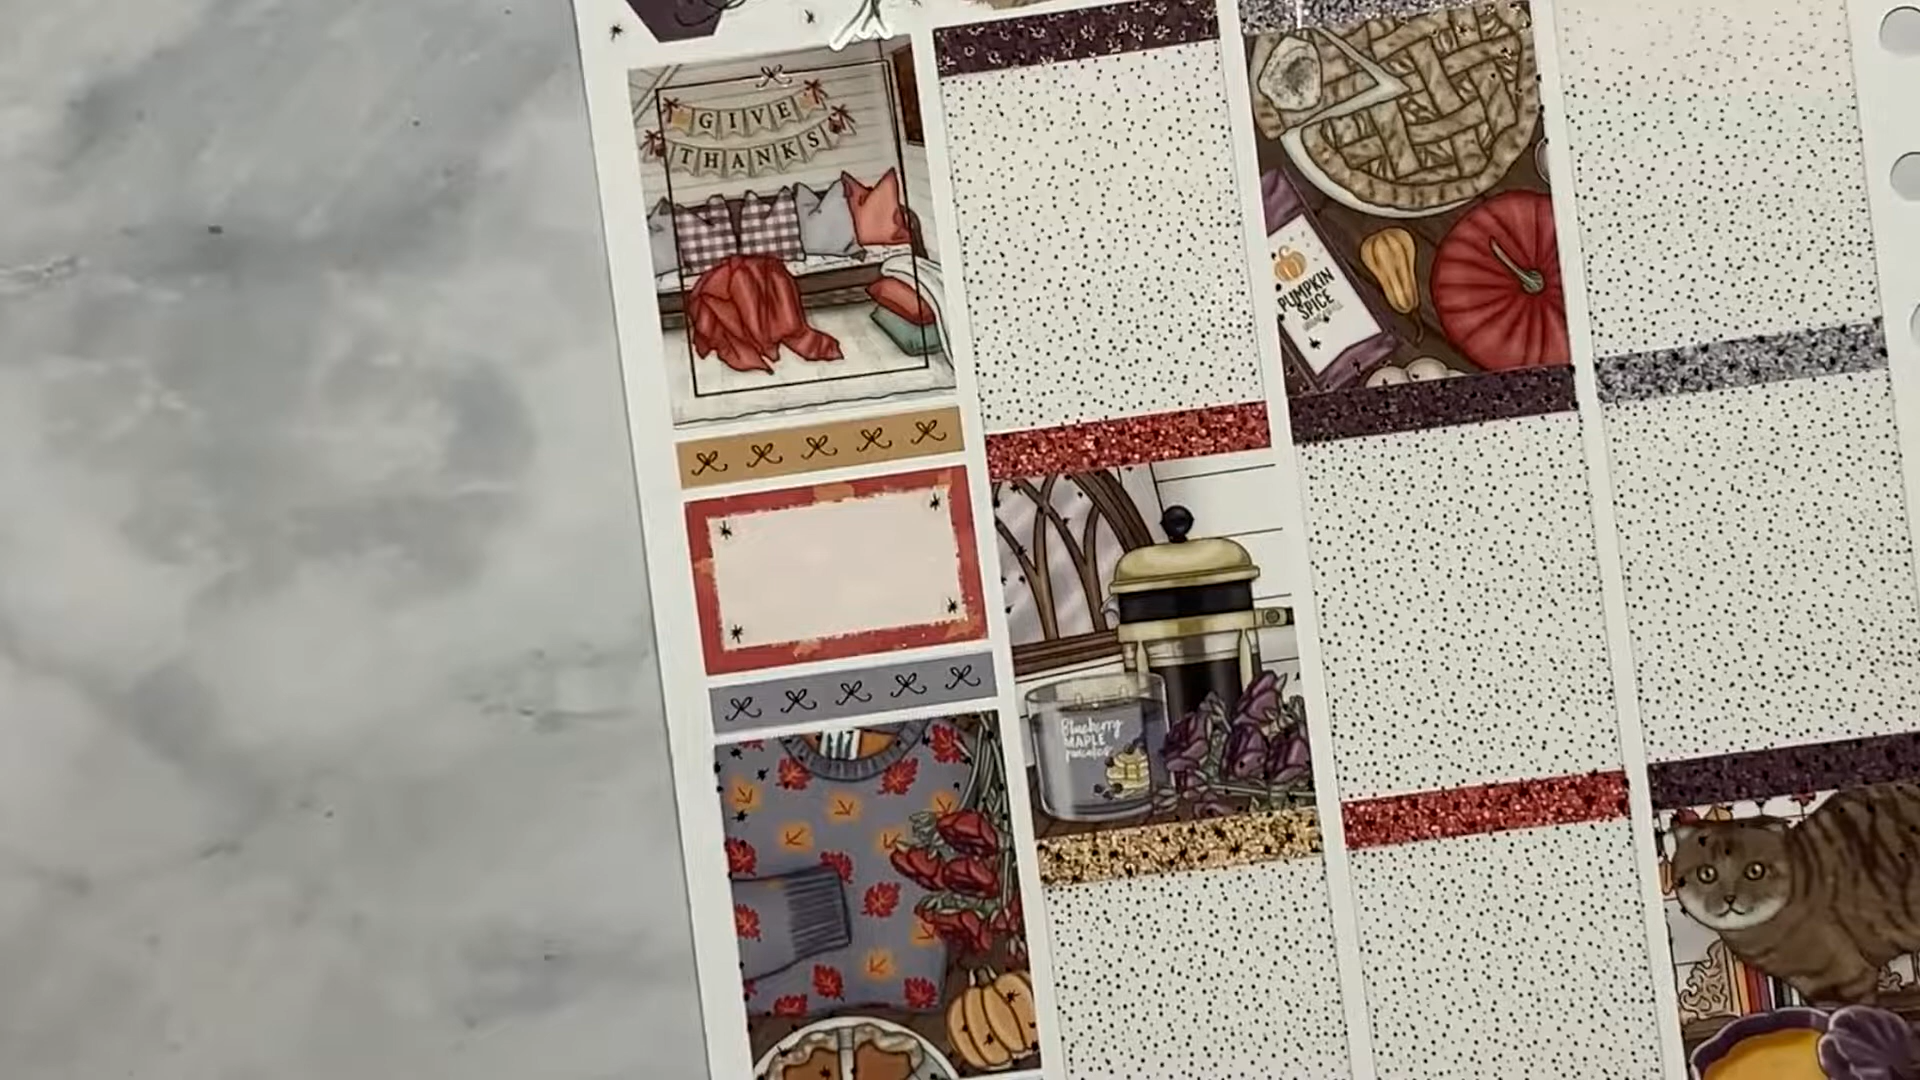 GIVE
THANKS
PUMPKIN
SPICE
Blueberry
MAPLE
pancakes